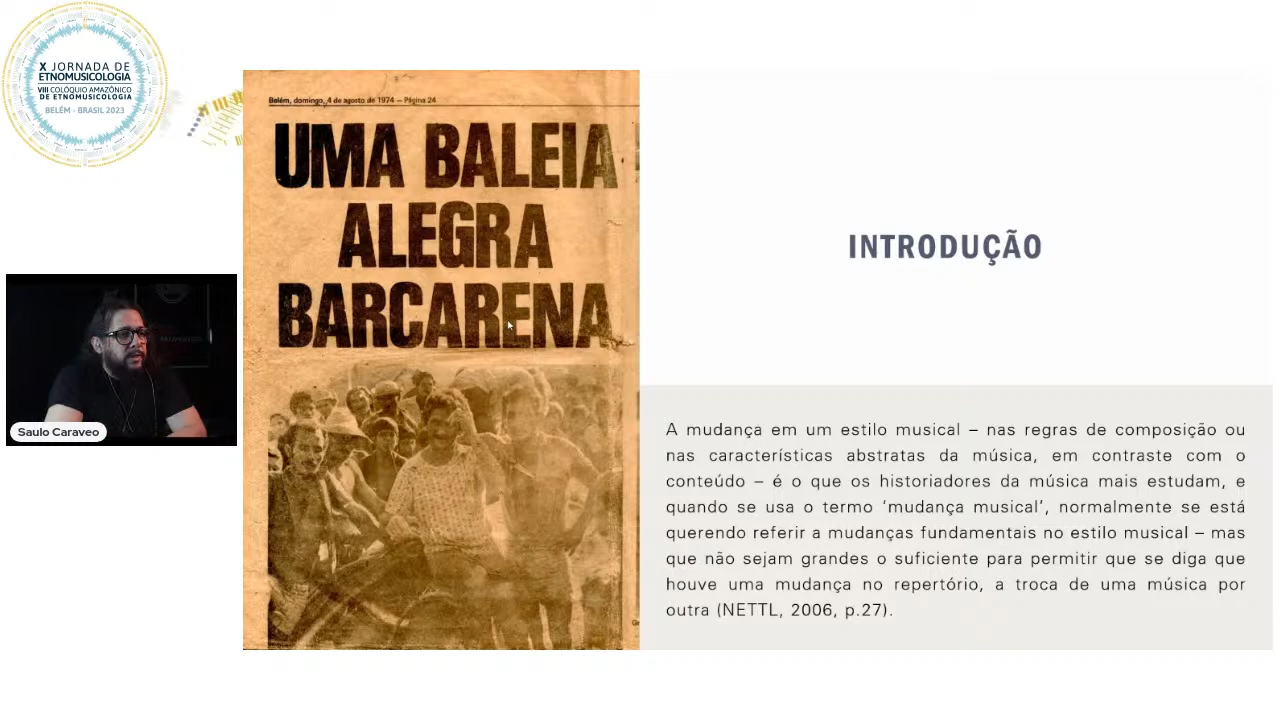 X JORNADA DE
ETNOMUSICOLOGIA
VIII COLÓQUIO AMAZÔNICO
DE ETNOMUSICOLOGIA
BELÉM - BRASIL 2023
Saulo Caraveo
Belém, domingo, 4 de agosto de 1974 — Página 24
UMA BALEIA
ALEGRA
BARCARENA
INTRODUÇÃO
A mudança em um estilo musical – nas regras de composição ou
nas características abstratas da música, em contraste com o
conteúdo – é o que os historiadores da música mais estudam, e
quando se usa o termo ‘mudança musical’, normalmente se está
querendo referir a mudanças fundamentais no estilo musical – mas
que não sejam grandes o suficiente para permitir que se diga que
houve uma mudança no repertório, a troca de uma música por
outra (NETTL, 2006, p.27).